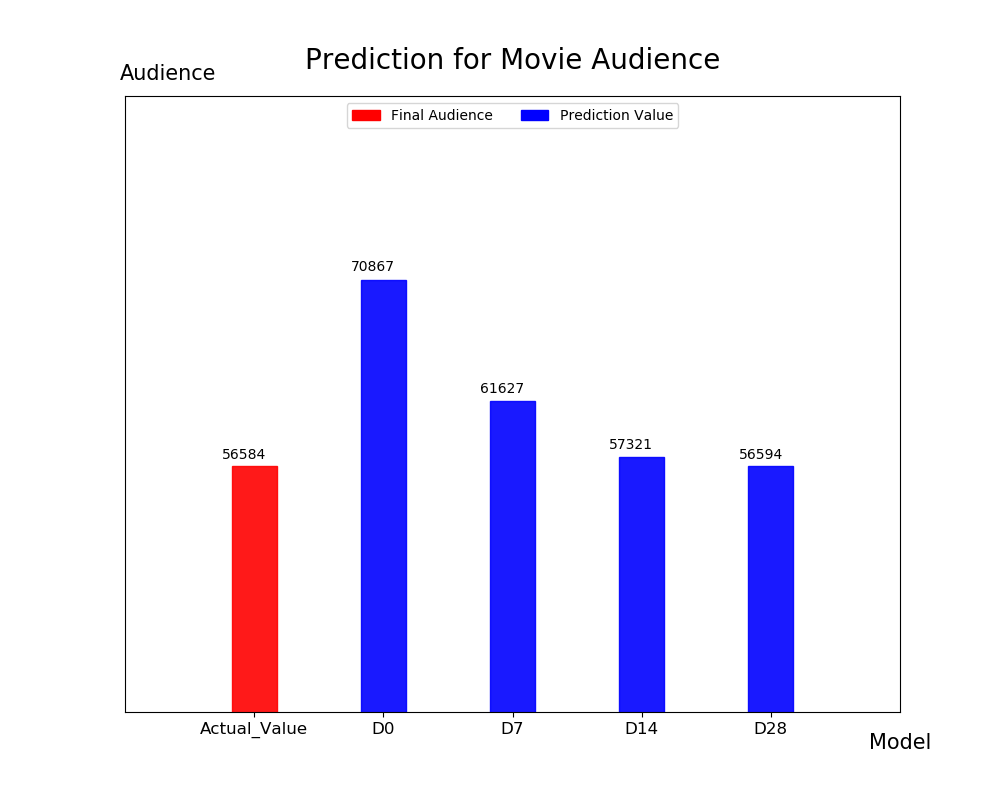 Prediction for Movie Audience
Audience
Final Audience Prediction Value
70867
61627
57321
56584
56594
Actual_Value D0 D7 D14 D28
Model